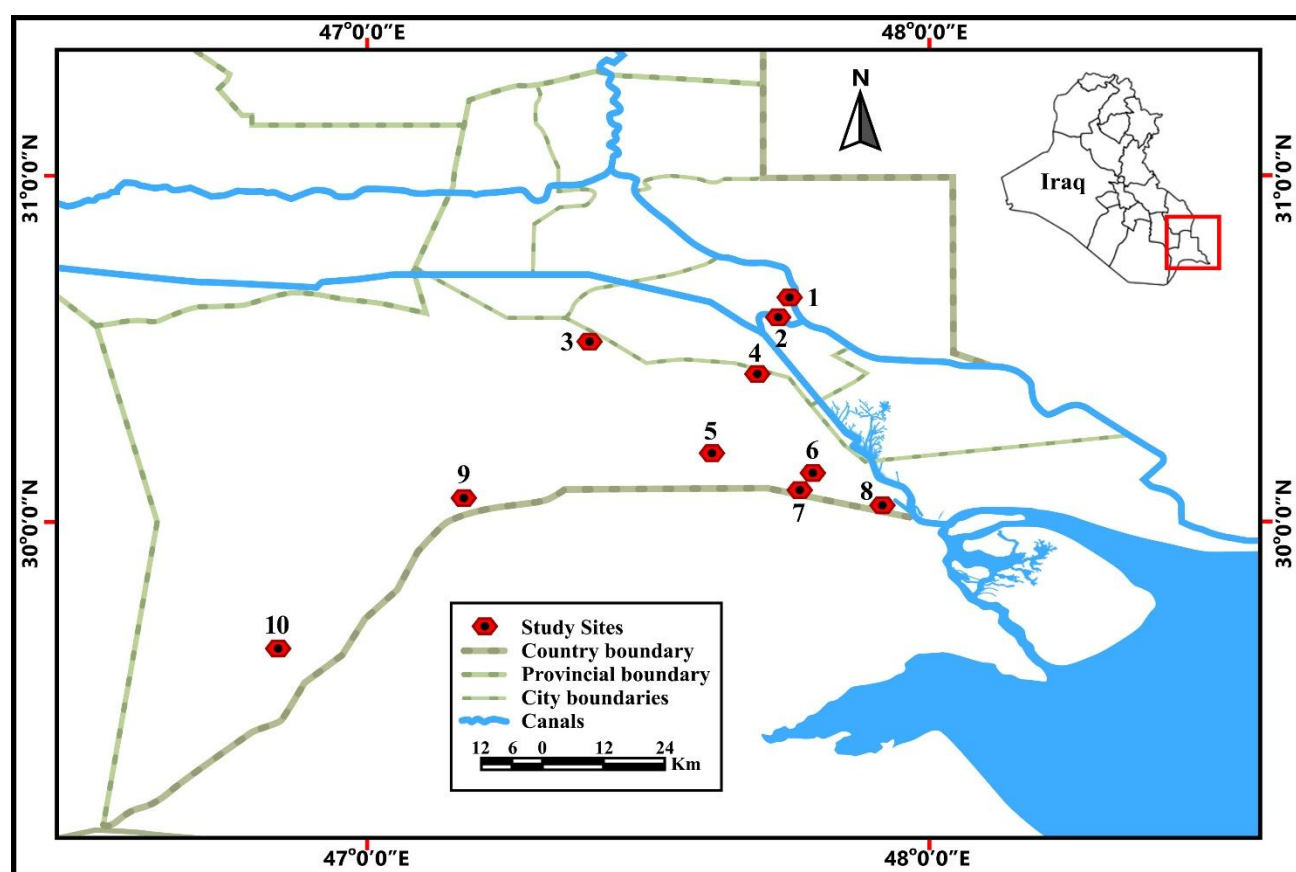 47°0'0"E 48°0'0"E
N
31°0'0"N 31°0'0"N
Iraq
1
2
3
4
5
6
7
8
9
10
30°0'0"N 30°0'0"N
Study Sites
Country boundary
Provincial boundary
City boundaries
Canals
12 6 0 12 24
Km
47°0'0"E 48°0'0"E